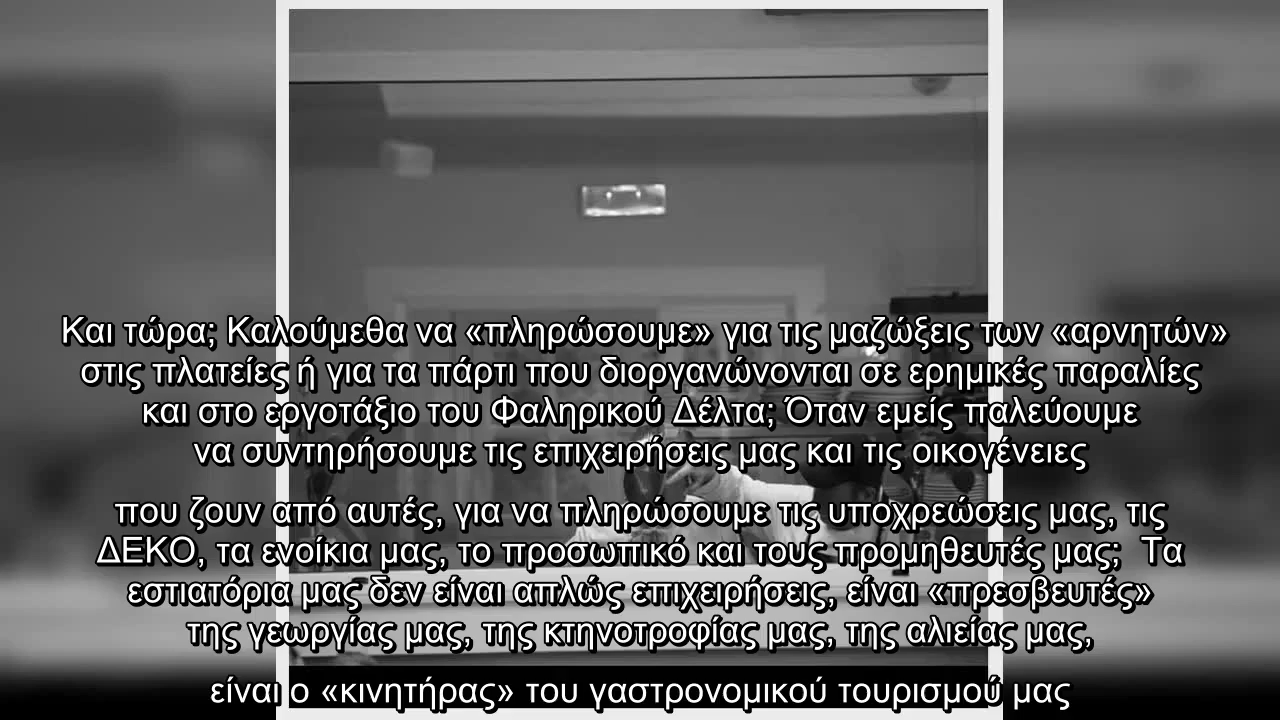 Και τώρα; Καλούμεθα να «πληρώσουμε» για τις μαζώξεις των «αρνητών»
στις πλατείες ή για τα πάρτι που διοργανώνονται σε ερημικές παραλίες
και στο εργοτάξιο του Φαληρικού Δέλτα; Όταν εμείς παλεύουμε
να συντηρήσουμε τις επιχειρήσεις μας και τις οικογένειες
που ζουν από αυτές, για να πληρώσουμε τις υποχρεώσεις μας, τις
ΔΕΚΟ, τα ενοίκια μας, το προσωπικό και τους προμηθευτές μας;  Τα
εστιατόρια μας δεν είναι απλώς επιχειρήσεις, είναι «πρεσβευτές»
της γεωργίας μας, της κτηνοτροφίας μας, της αλιείας μας,
είναι ο «κινητήρας» του γαστρονομικού τουρισμού μας